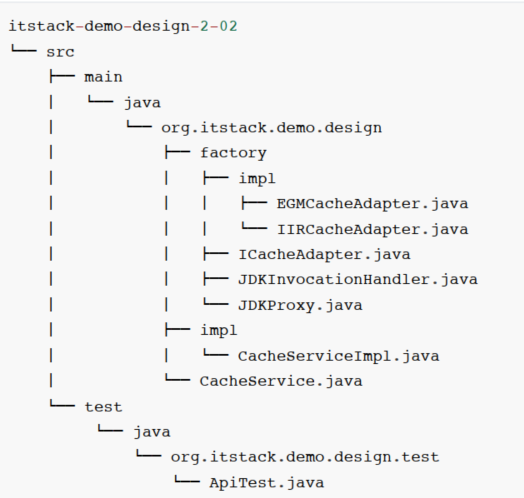 itstack-demo-design-2-02
└── src
    ├── main
    │   └── java
    │       └── org.itstack.demo.design
    │           ├── factory
    │           │   ├── impl
    │           │   │   ├── EGMCacheAdapter.java
    │           │   │   └── IIRCacheAdapter.java
    │           │   ├── ICacheAdapter.java
    │           │   ├── JDKInvocationHandler.java
    │           │   └── JDKProxy.java
    │           ├── impl
    │           │   └── CacheServiceImpl.java
    │           └── CacheService.java
    └── test
         └── java
             └── org.itstack.demo.design.test
                 └── ApiTest.java